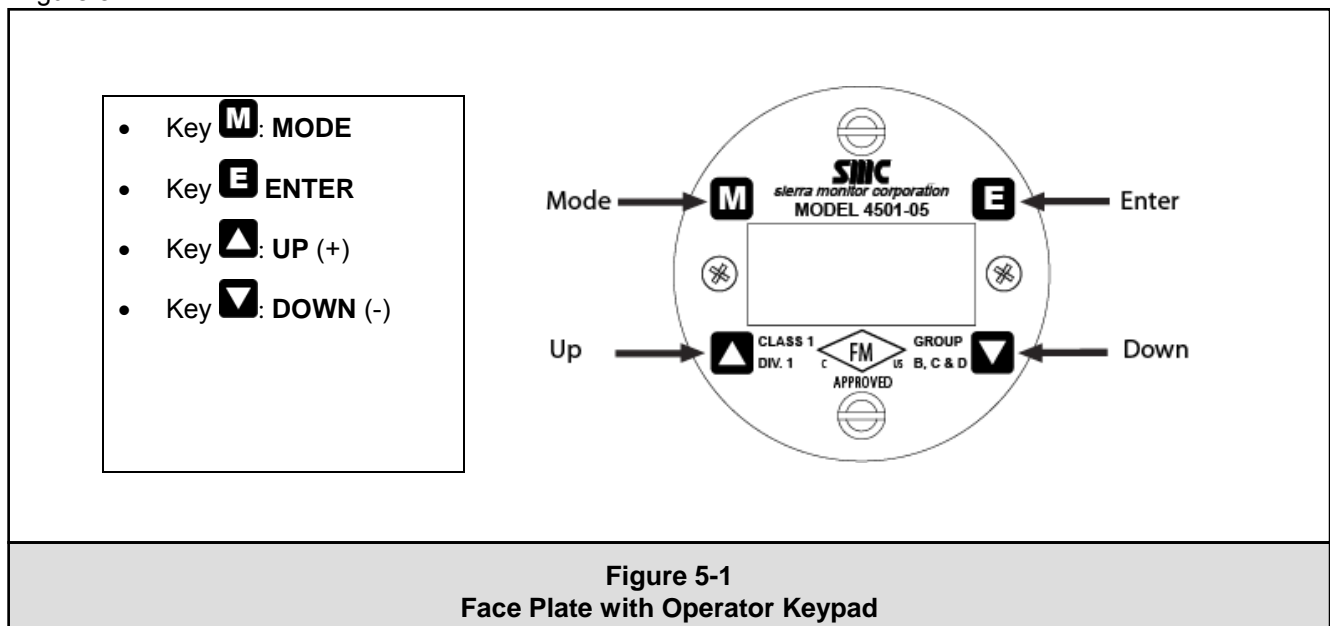 • Key M: MODE
• Key E ENTER
• Key ▲: UP (+)
• Key ▼: DOWN (-)
Mode
M
SMC
sierra monitor corporation
MODEL 4501-05
E
Enter
Up
CLASS 1
DIV. 1
C FM US
APPROVED
GROUP
B, C & D
Down
Figure 5-1
Face Plate with Operator Keypad